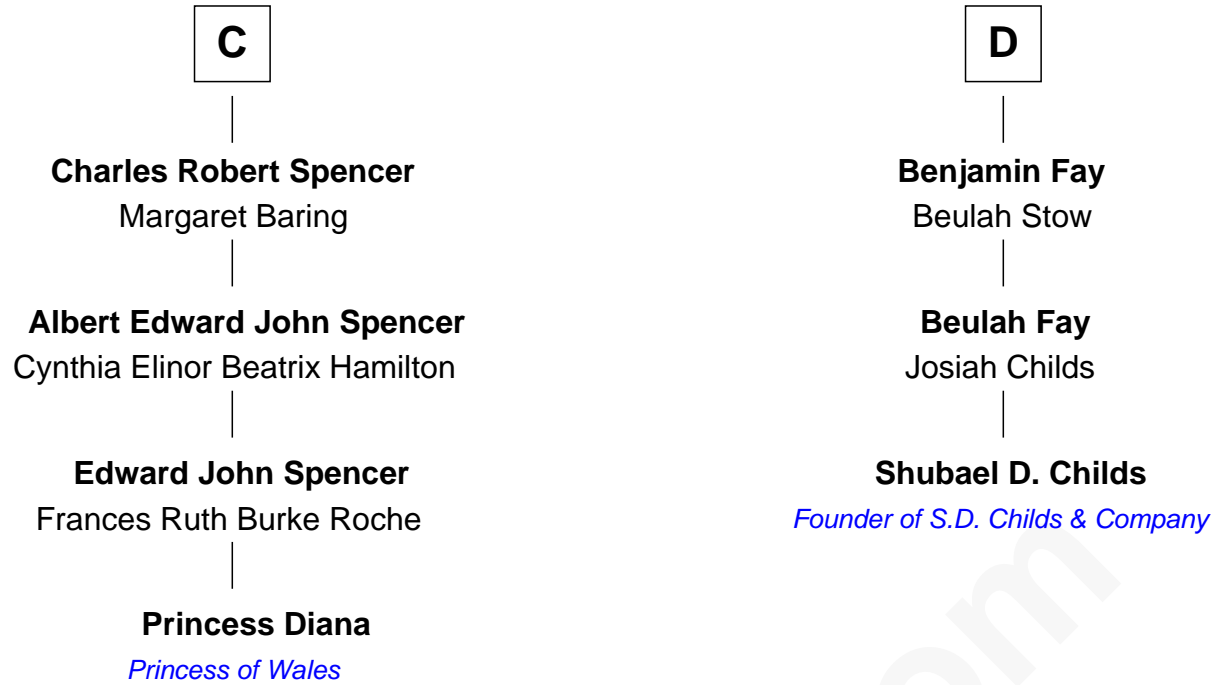 C
Charles Robert Spencer
Margaret Baring
Albert Edward John Spencer
Cynthia Elinor Beatrix Hamilton
Edward John Spencer
Frances Ruth Burke Roche
Princess Diana
Princess of Wales
D
Benjamin Fay
Beulah Stow
Beulah Fay
Josiah Childs
Shubael D. Childs
Founder of S.D. Childs & Company
om